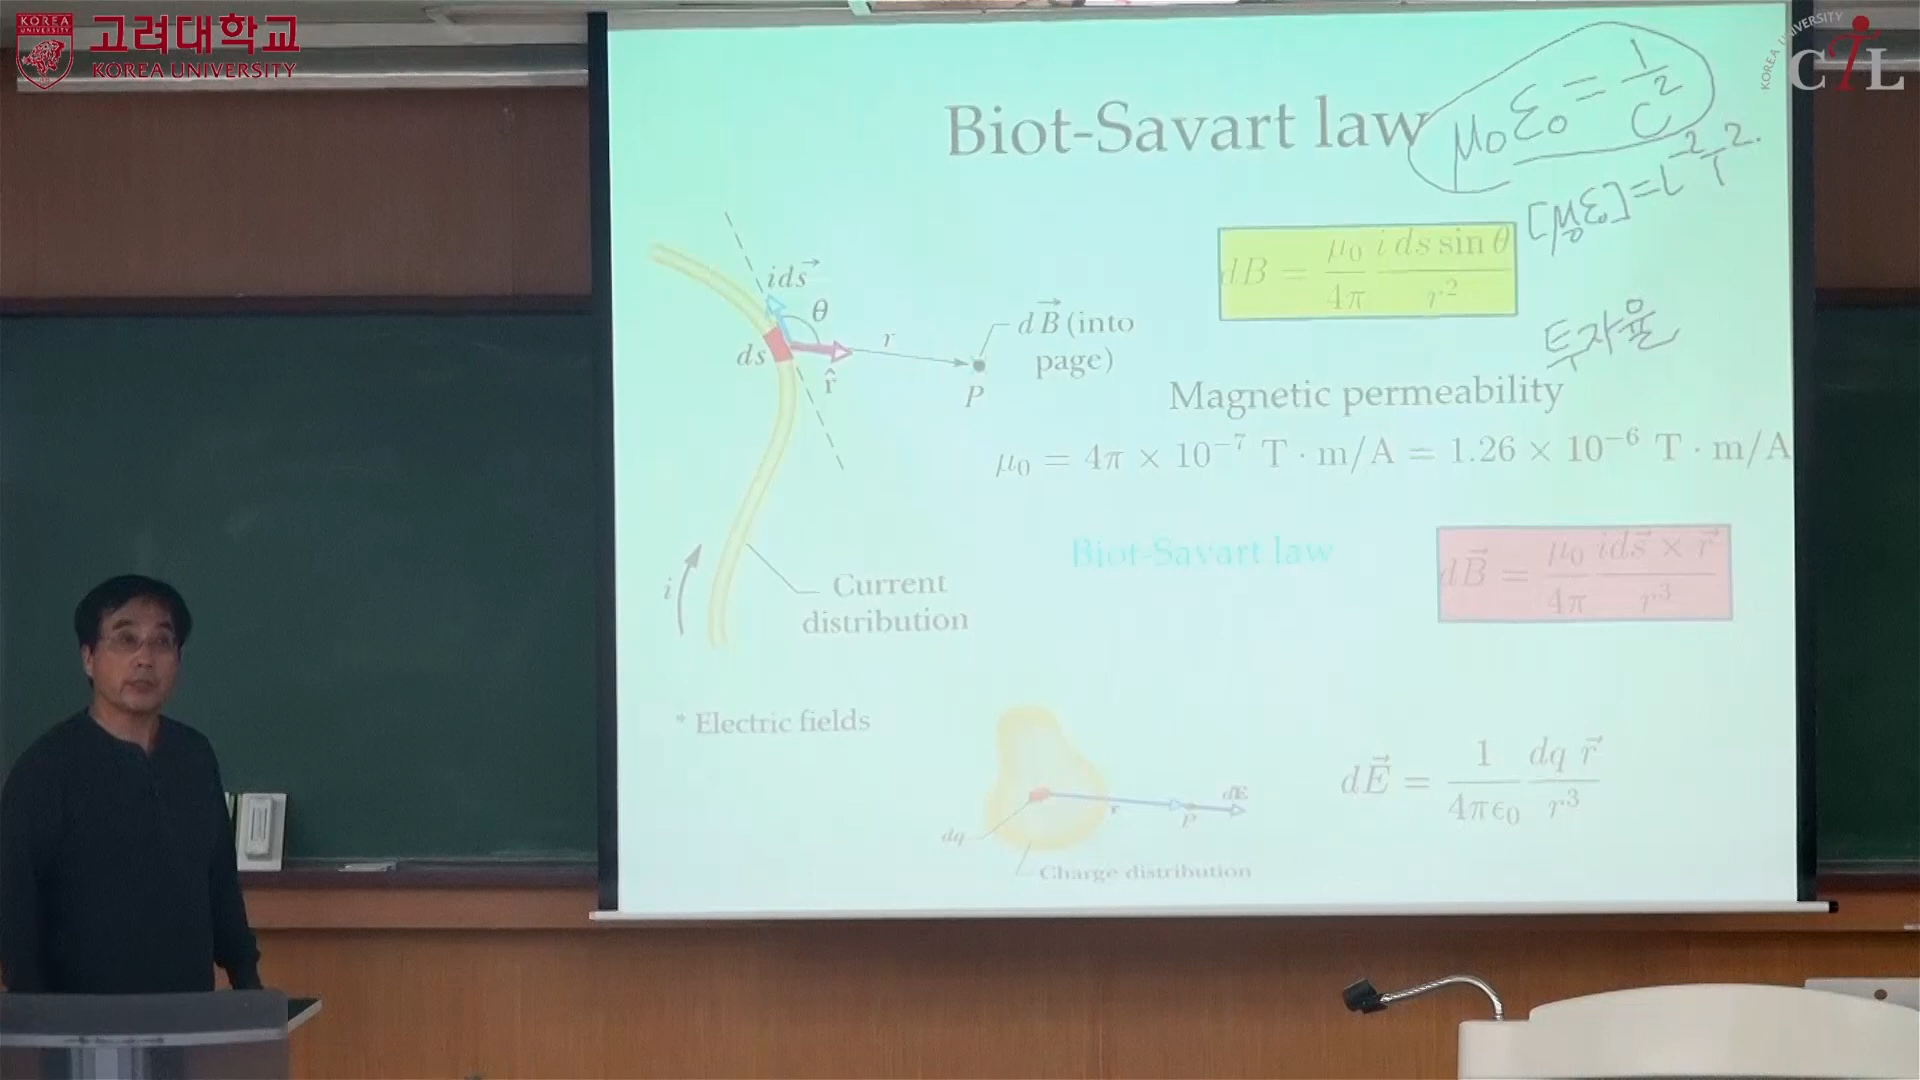 KOREA UNIVERSITY
고려대학교
KOREA UNIVERSITY
KOREA UNIVERSITY
CTL
Biot-Savart law
μ₀ε₀ = 1/c²
[μ₀ε₀] = L⁻²T².
dB = μ₀/4π i ds sin θ/r²
투자율
ids⃗
θ
ds
r̂
r
P
dB⃗ (into
page)
Magnetic permeability
μ₀ = 4π × 10⁻⁷ T · m/A = 1.26 × 10⁻⁶ T · m/A
Biot-Savart law
dB⃗ = μ₀/4π ids⃗ × r⃗/r³
i
Current
distribution
* Electric fields
dq
r
P
dE
Charge distribution
dE⃗ = 1/4πϵ₀ dq r⃗/r³